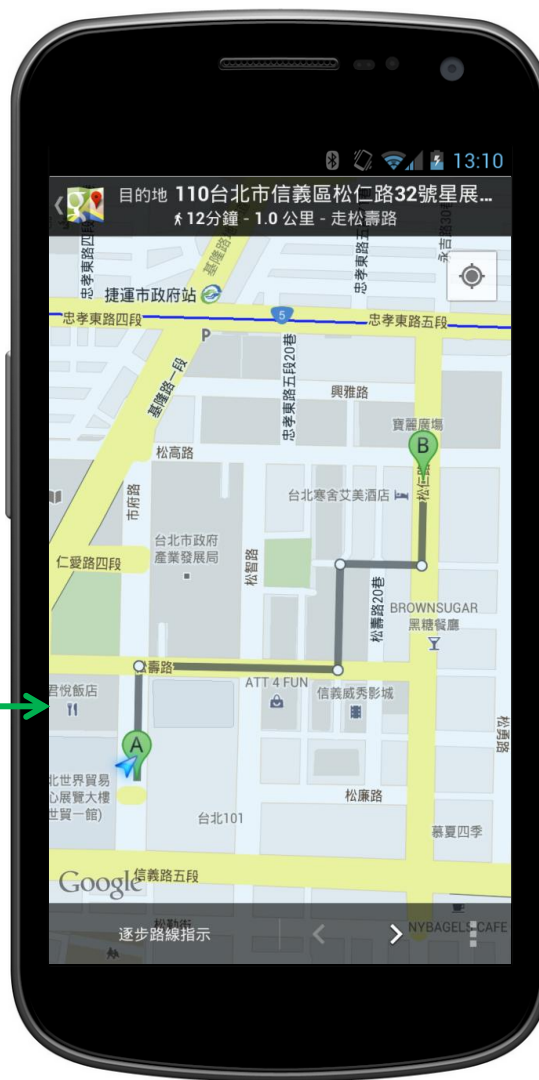 13:10
目的地 110台北市信義區松仁路32號星展...
12分鐘 - 1.0 公里 - 走松壽路
忠孝東路四段
基隆路
忠孝東路五
永吉路30巷
捷運市政府站
忠孝東路四段
5
忠孝東路五段
P
基隆路一段
忠孝東路五段20巷
興雅路
寶麗廣場
B
松高路
松仁路
市府路
台北寒舍艾美酒店
台北市政府
產業發展局
仁愛路四段
松智路
松壽路20巷
BROWNSUGAR
黑糖餐廳
壽路
君悅飯店
ATT 4 FUN
信義威秀影城
松勇路
A
北世界貿易
心展覽大樓
世貿一館)
松廉路
台北101
慕夏四季
Google
信義路五段
松勤街
逐步路線指示
NYBAGELS CAFE